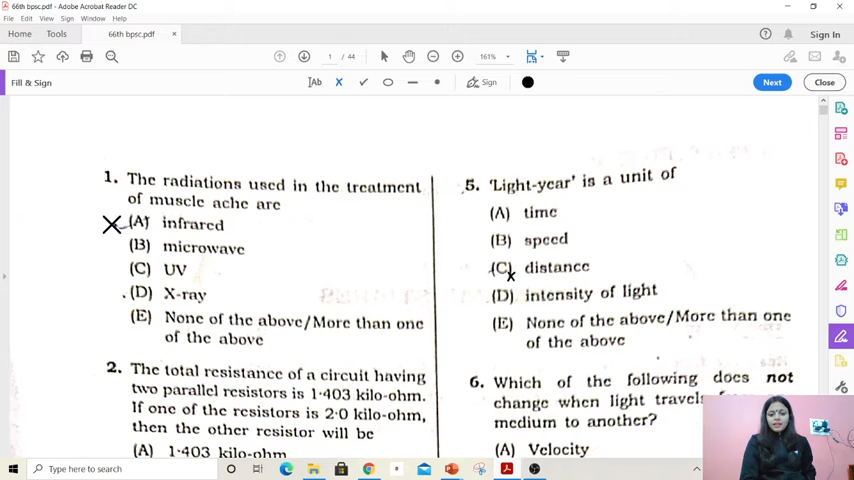 66th bpsc.pdf - Adobe Acrobat Reader DC
File Edit View Sign Window Help
Home Tools 66th bpsc.pdf × Sign In
1 / 44 161%
Fill & Sign Ab Sign Next Close
1. The radiations used in the treatment
of muscle ache are
(A) infrared
(B) microwave
(C) UV
(D) X-ray
(E) None of the above/More than one
of the above
2. The total resistance of a circuit having
two parallel resistors is 1·403 kilo-ohm.
If one of the resistors is 2·0 kilo-ohm,
then the other resistor will be
(A) 1·403 kilo-ohm
5. 'Light-year' is a unit of
(A) time
(B) speed
(C) distance
(D) intensity of light
(E) None of the above/More than one
of the above
6. Which of the following does not
change when light travels
medium to another?
(A) Velocity
Type here to search